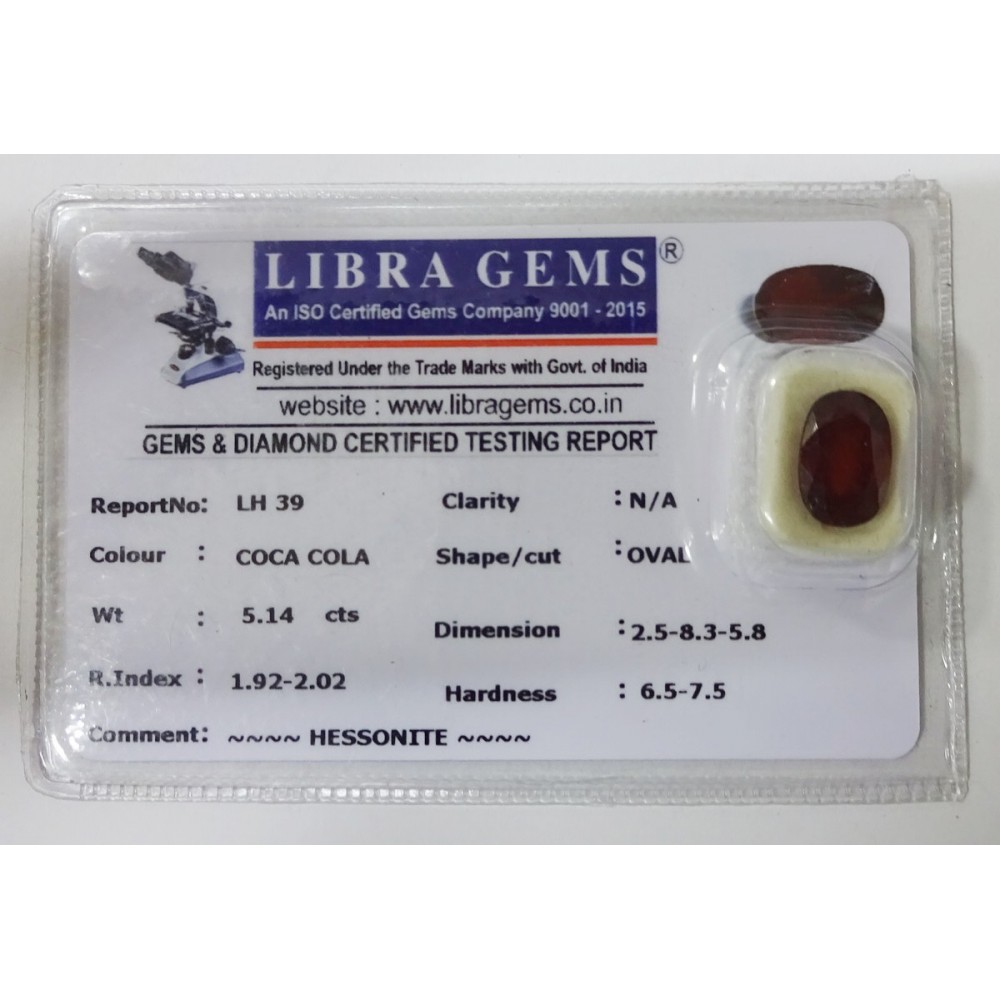 LIBRA GEMS ®
An ISO Certified Gems Company 9001 - 2015
Registered Under the Trade Marks with Govt. of India
website : www.libragems.co.in
GEMS & DIAMOND CERTIFIED TESTING REPORT
ReportNo: LH 39 Clarity : N/A
Colour : COCA COLA Shape/cut : OVAL
Wt : 5.14 cts Dimension : 2.5-8.3-5.8
R.Index : 1.92-2.02 Hardness : 6.5-7.5
Comment: ~~~~ HESSONITE ~~~~